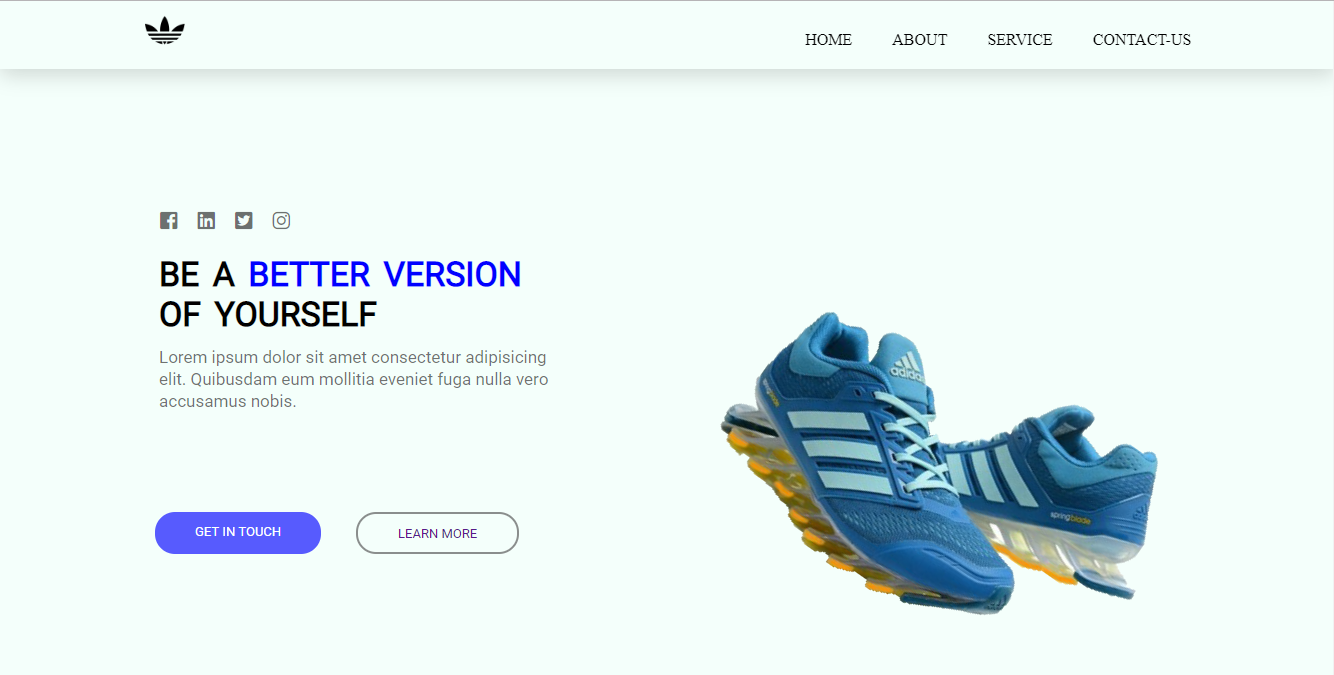 HOME ABOUT SERVICE CONTACT-US
BE A BETTER VERSION
OF YOURSELF
Lorem ipsum dolor sit amet consectetur adipisicing
elit. Quibusdam eum mollitia eveniet fuga nulla vero
accusamus nobis.
GET IN TOUCH LEARN MORE
adidas
springblade
springblade